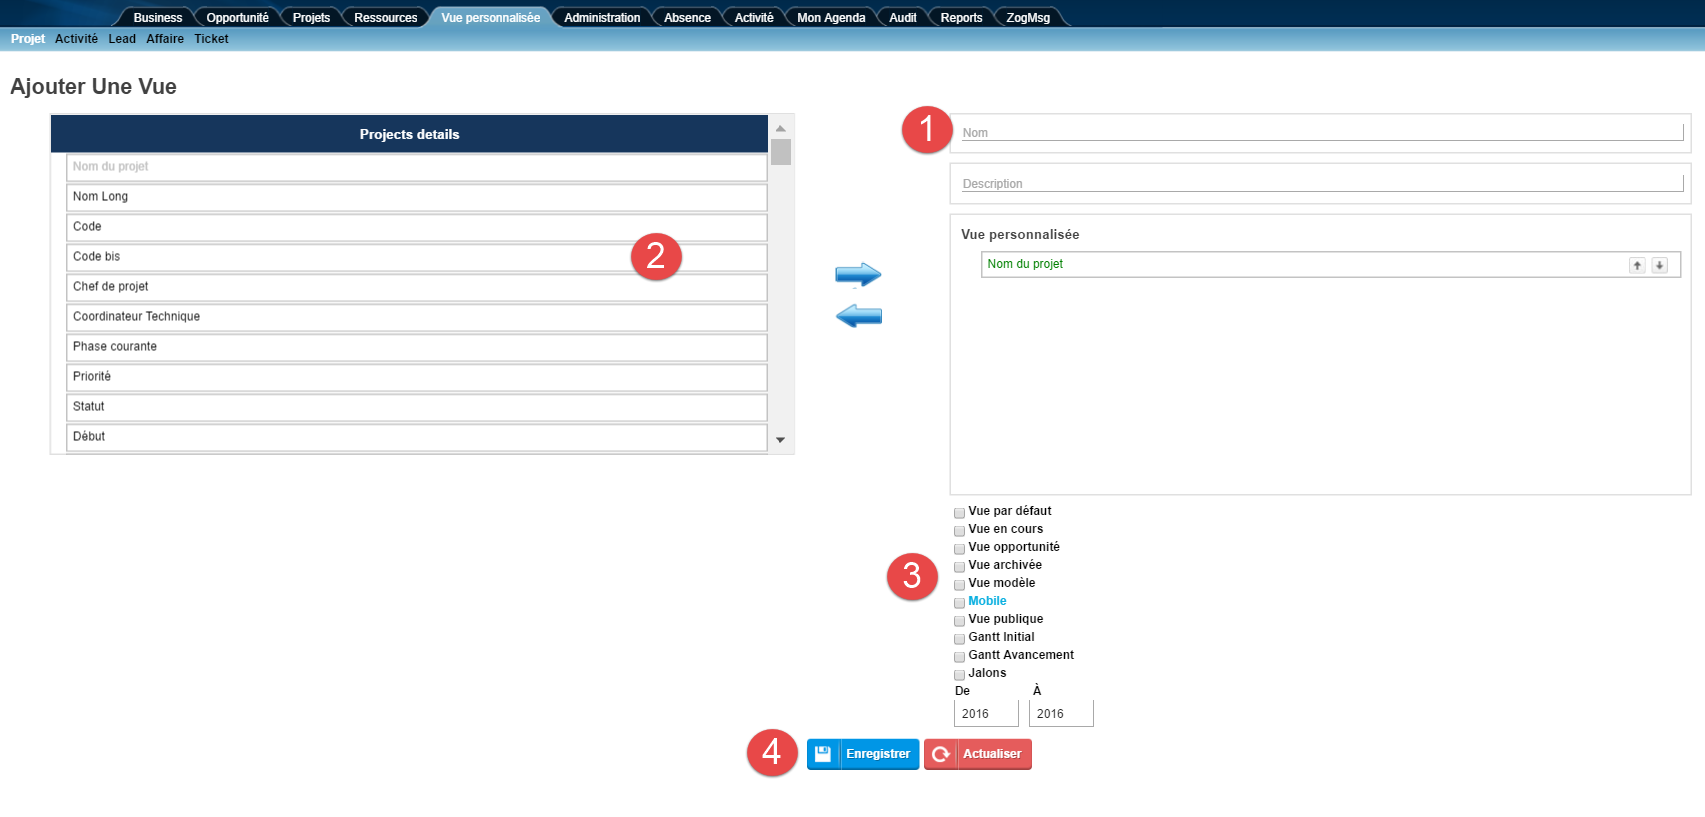 Business Opportunité Projets Ressources Vue personnalisée Administration Absence Activité Mon Agenda Audit Reports ZogMsg
Projet Activité Lead Affaire Ticket
Ajouter Une Vue
Projects details
Nom du projet
Nom Long
Code
Code bis
Chef de projet
Coordinateur Technique
Phase courante
Priorité
Statut
Début
2
1
Nom
Description
Vue personnalisée
Nom du projet
3
Vue par défaut
Vue en cours
Vue opportunité
Vue archivée
Vue modèle
Mobile
Vue publique
Gantt Initial
Gantt Avancement
Jalons
De À
2016 2016
4
Enregistrer Actualiser